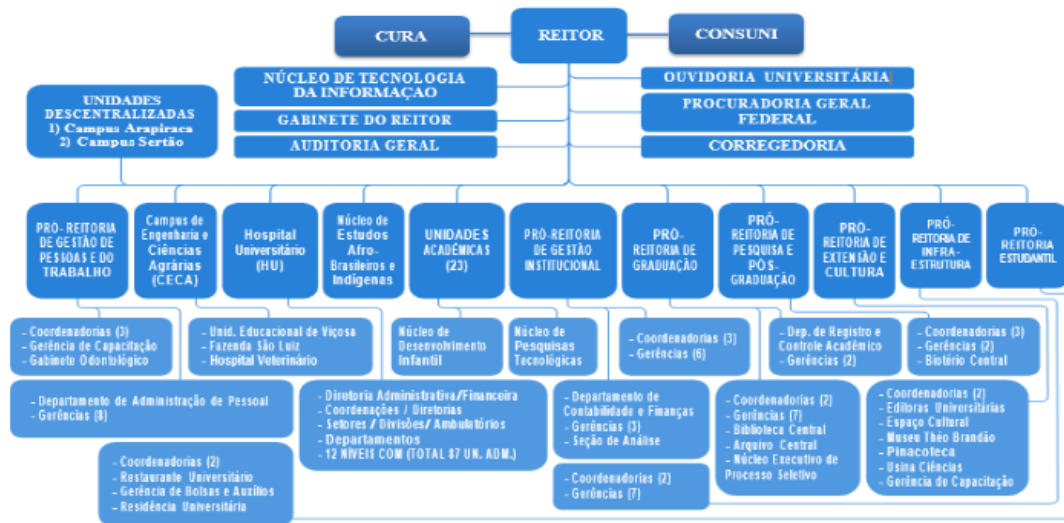 CURA
REITOR
CONSUNI
NÚCLEO DE TECNOLOGIA
DA INFORMAÇAO
OUVIDORIA UNIVERSITÁRIA
UNIDADES
DESCENTRALIZADAS
1) Campus Arapiraca
2) Campus Sertão
GABINETE DO REITOR
PROCURADORIA GERAL
FEDERAL
AUDITORIA GERAL
CORREGEDORIA
PRÓ-REITORIA
DE GESTÃO DE
PESSOAS E DO
TRABALHO
Campus de
Engenharia e
Ciências
Agrárias
(CECA)
Hospital
Universitário
(HU)
Núcleo de
Estudos
Afro-
Brasileiros e
Indígenas
UNIDADES
ACADÉMICAS
(23)
PRÓ-REITORIA
DE GESTÃO
INSTITUCIONAL
PRÓ-
REITORIA DE
GRADUAÇÃO
PRÓ-
REITORIA DE
PESQUISA E
PÓS-
GRADUAÇÃO
PRÓ-
REITORIA DE
EXTENSÃO E
CULTURA
PRÓ-
REITORIA DE
INFRA-
ESTRUTURA
PRÓ-
REITORIA
ESTUDANTIL
- Coordenadorias (3)
- Gerência de Capacitação
- Gabinete Odontológico
- Unid. Educacional de Viçosa
- Fazenda São Luiz
- Hospital Veterinário
Núcleo de
Desenvolvimento
Infantil
Núcleo de
Pesquisas
Tecnológicas
- Coordenadorias (3)
- Gerências (6)
- Dep. de Registro e
Controle Académico
- Gerências (2)
- Coordenadorias (3)
- Gerências (2)
- Biotério Central
- Departamento de Administração de Pessoal
- Gerências (8)
- Diretoria Administrativa/Financeira
- Coordenações / Diretorias
- Setores / Divisões/ Ambulatórios
- Departamentos
- 12 NÍVEIS COM (TOTAL 87 UN. ADM.)
- Departamento de
Contabilidade e Finanças
- Gerências (3)
- Seção de Análise
- Coordenadorias (2)
- Gerências (7)
- Biblioteca Central
- Arquivo Central
- Núcleo Executivo de
Processo Seletivo
- Coordenadorias (2)
- Editoras Universitárias
- Espaço Cultural
- Museu Théo Brandão
- Pinacoteca
- Usina Ciências
- Gerência de Capacitação
- Coordenadorias (2)
- Restaurante Universitário
- Gerência de Bolsas e Auxílios
- Residência Universitária
- Coordenadorias (2)
- Gerências (7)